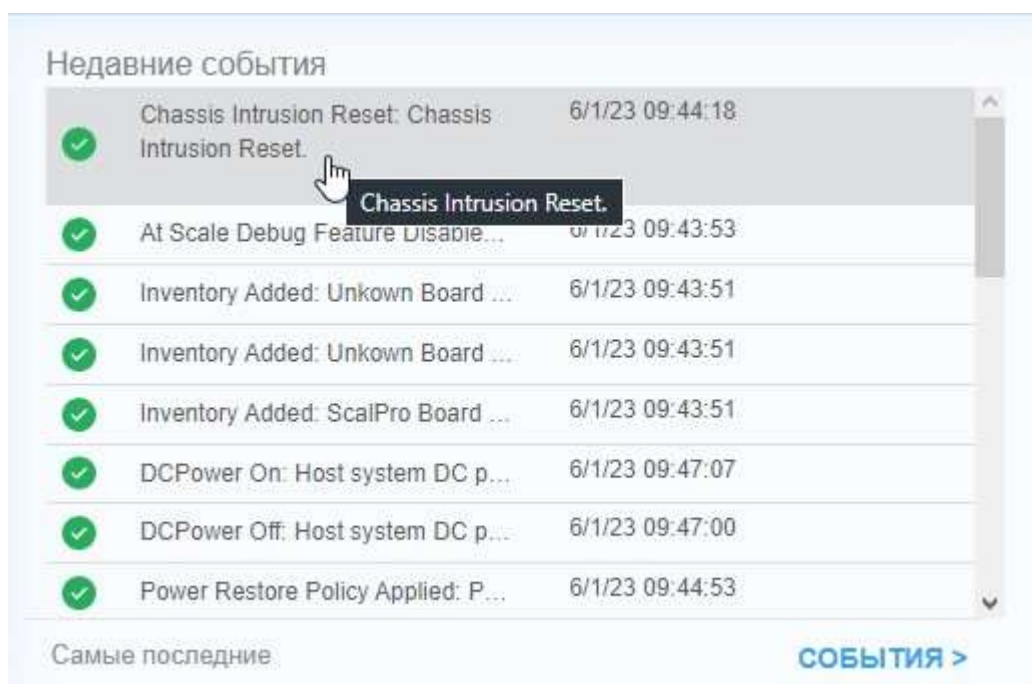 Недавние события
Chassis Intrusion Reset: Chassis 6/1/23 09:44:18
Intrusion Reset.
Chassis Intrusion Reset.
At Scale Debug Feature Disable... 6/1/23 09:43:53
Inventory Added: Unkown Board ... 6/1/23 09:43:51
Inventory Added: Unkown Board ... 6/1/23 09:43:51
Inventory Added: ScalPro Board ... 6/1/23 09:43:51
DCPower On: Host system DC p... 6/1/23 09:47:07
DCPower Off: Host system DC p... 6/1/23 09:47:00
Power Restore Policy Applied: P... 6/1/23 09:44:53
Самые последние СОБЫТИЯ >